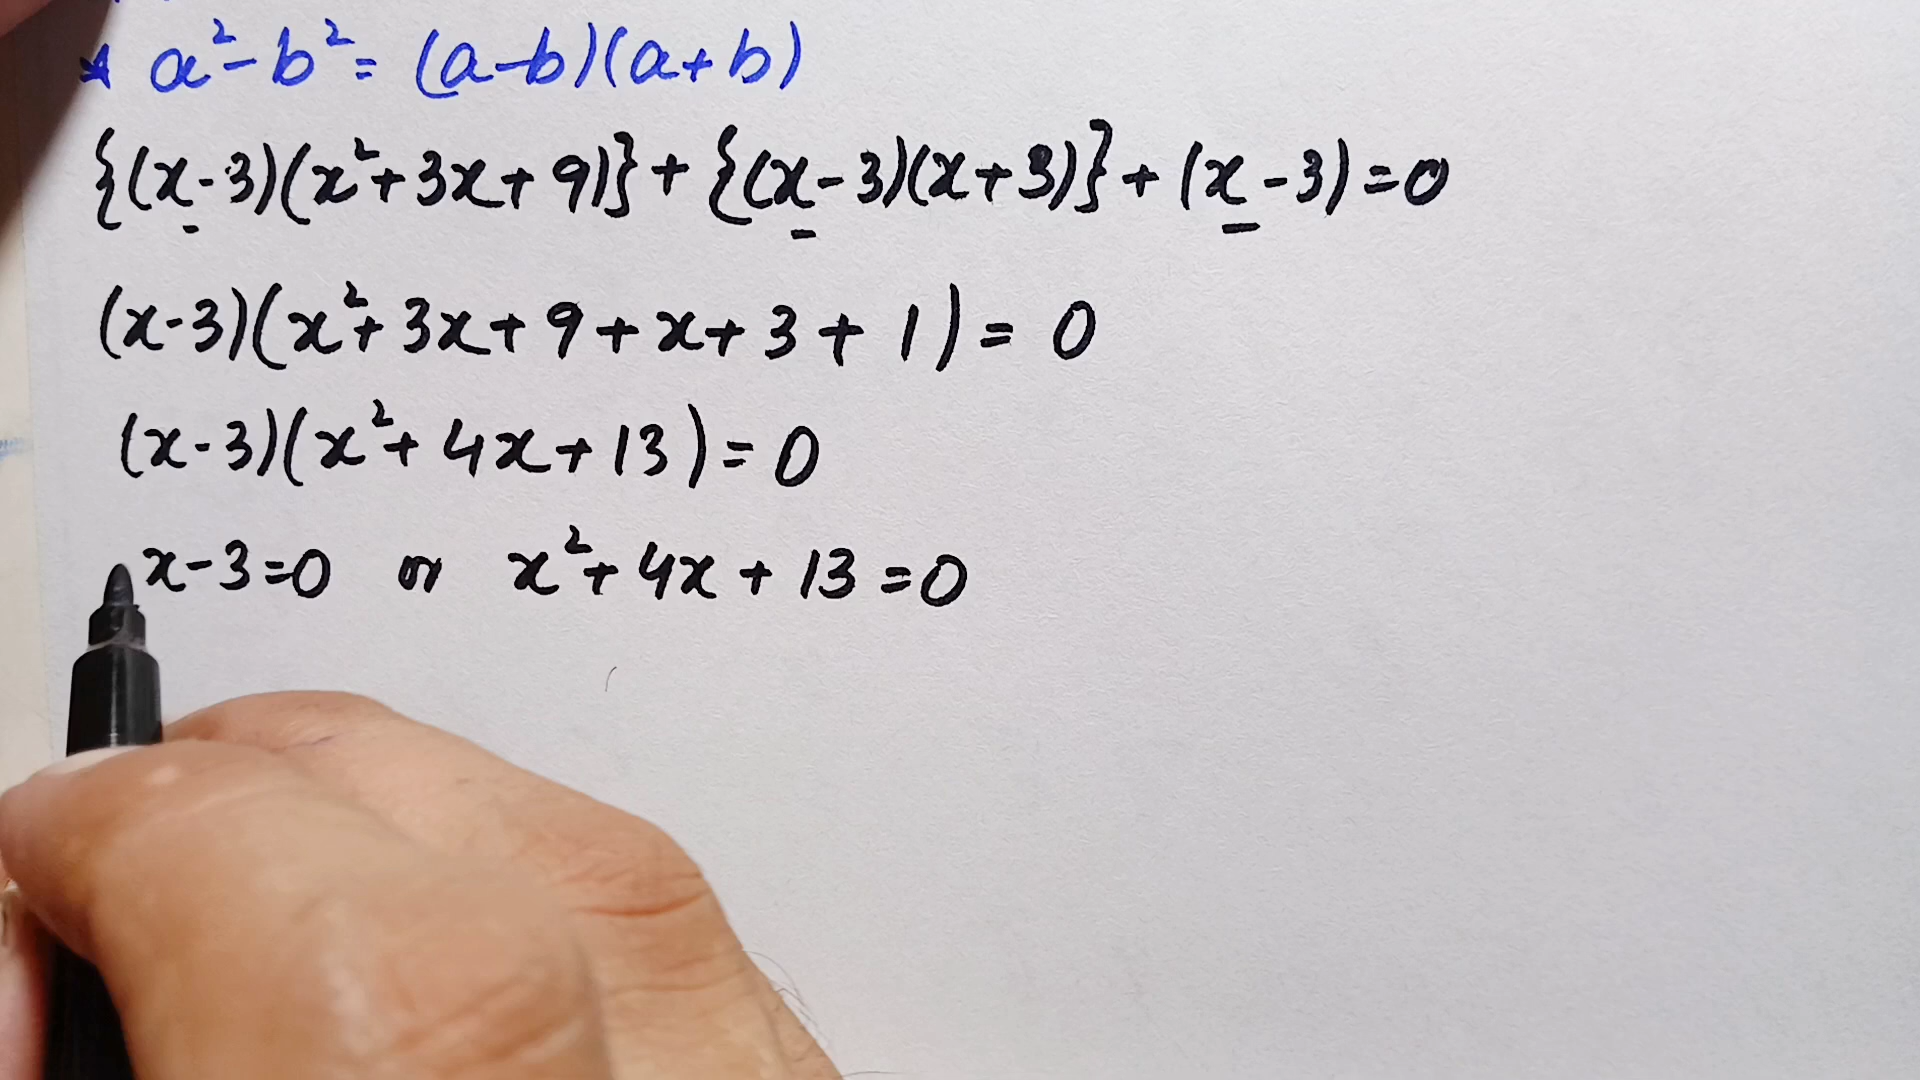 * a² - b² = (a-b)(a+b)
{(x-3)(x²+3x+9)} + {(x-3)(x+3)} + (x-3) = 0
(x-3)(x²+3x+9+x+3+1) = 0
(x-3)(x²+4x+13) = 0
x-3=0 or x²+4x+13=0